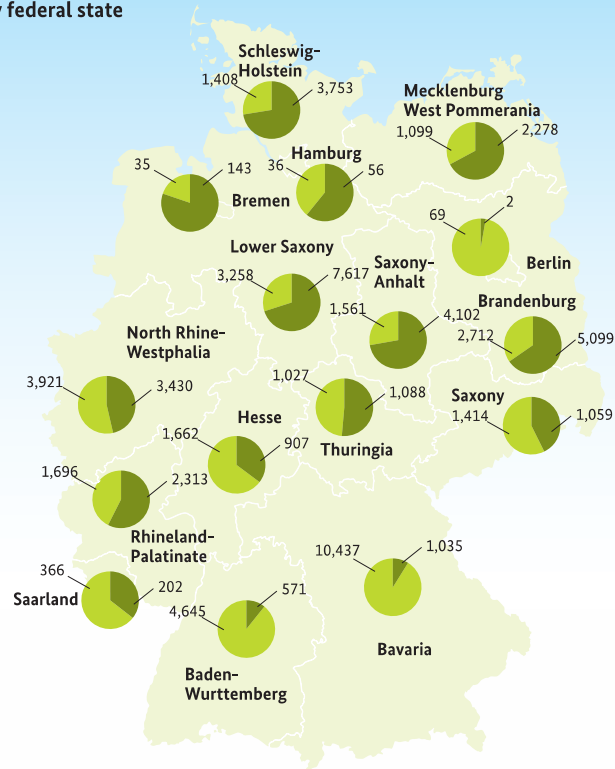 federal state
Schleswig-
Holstein
1,408
3,753
Mecklenburg
West Pommerania
1,099
2,278
Hamburg
36
56
35
143
Bremen
69
2
Berlin
Lower Saxony
3,258
7,617
Saxony-
Anhalt
1,561
4,102
Brandenburg
2,712
5,099
North Rhine-
Westphalia
3,921
3,430
1,027
1,088
Thuringia
Saxony
1,414
1,059
Hesse
1,662
907
1,696
2,313
Rhineland-
Palatinate
366
202
Saarland
4,645
571
Baden-
Wurttemberg
10,437
1,035
Bavaria